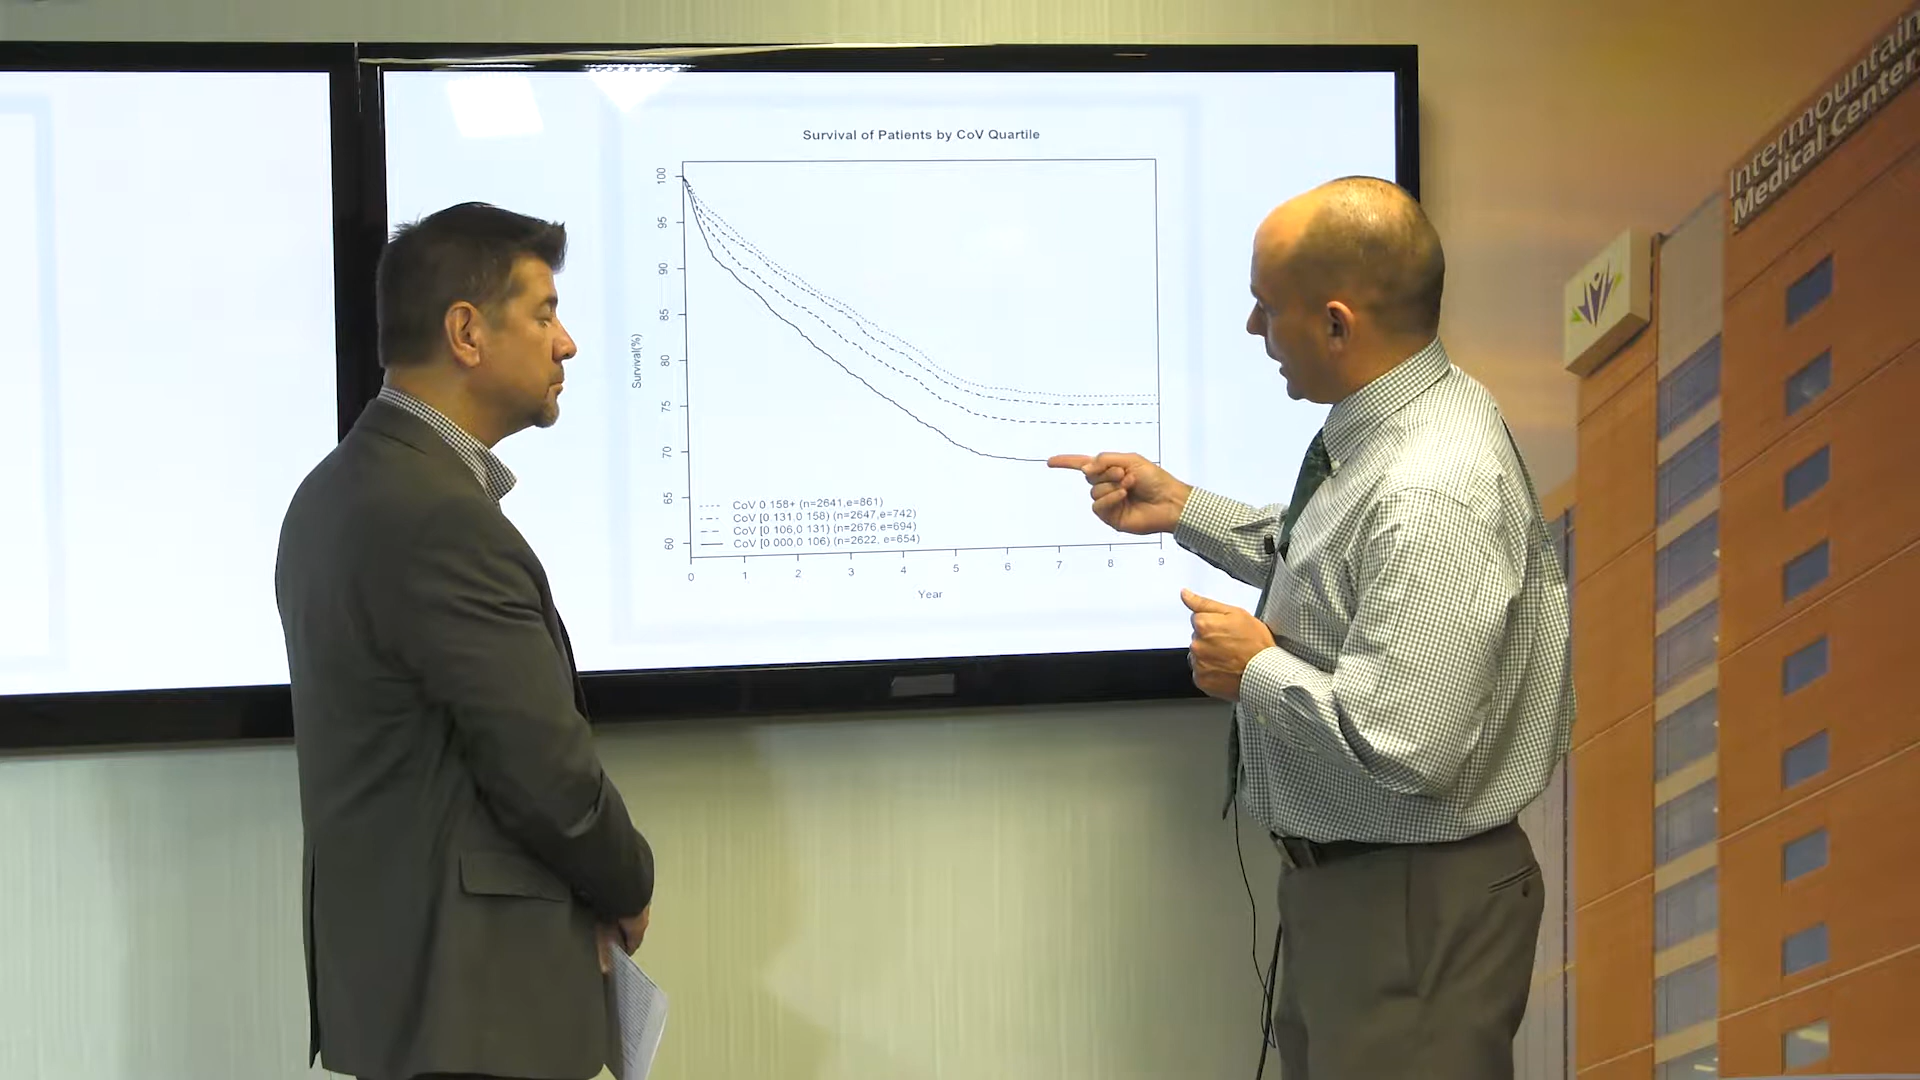 Survival of Patients by CoV Quartile
100
95
90
85
80
75
70
65
60
Survival(%)
CoV 0 158+ (n=2641,e=861)
CoV [0 131,0 158) (n=2647,e=742)
CoV [0 106,0 131) (n=2676,e=694)
CoV [0 000,0 106) (n=2622, e=654)
0 1 2 3 4 5 6 7 8 9
Year
Intermountain
Medical Center